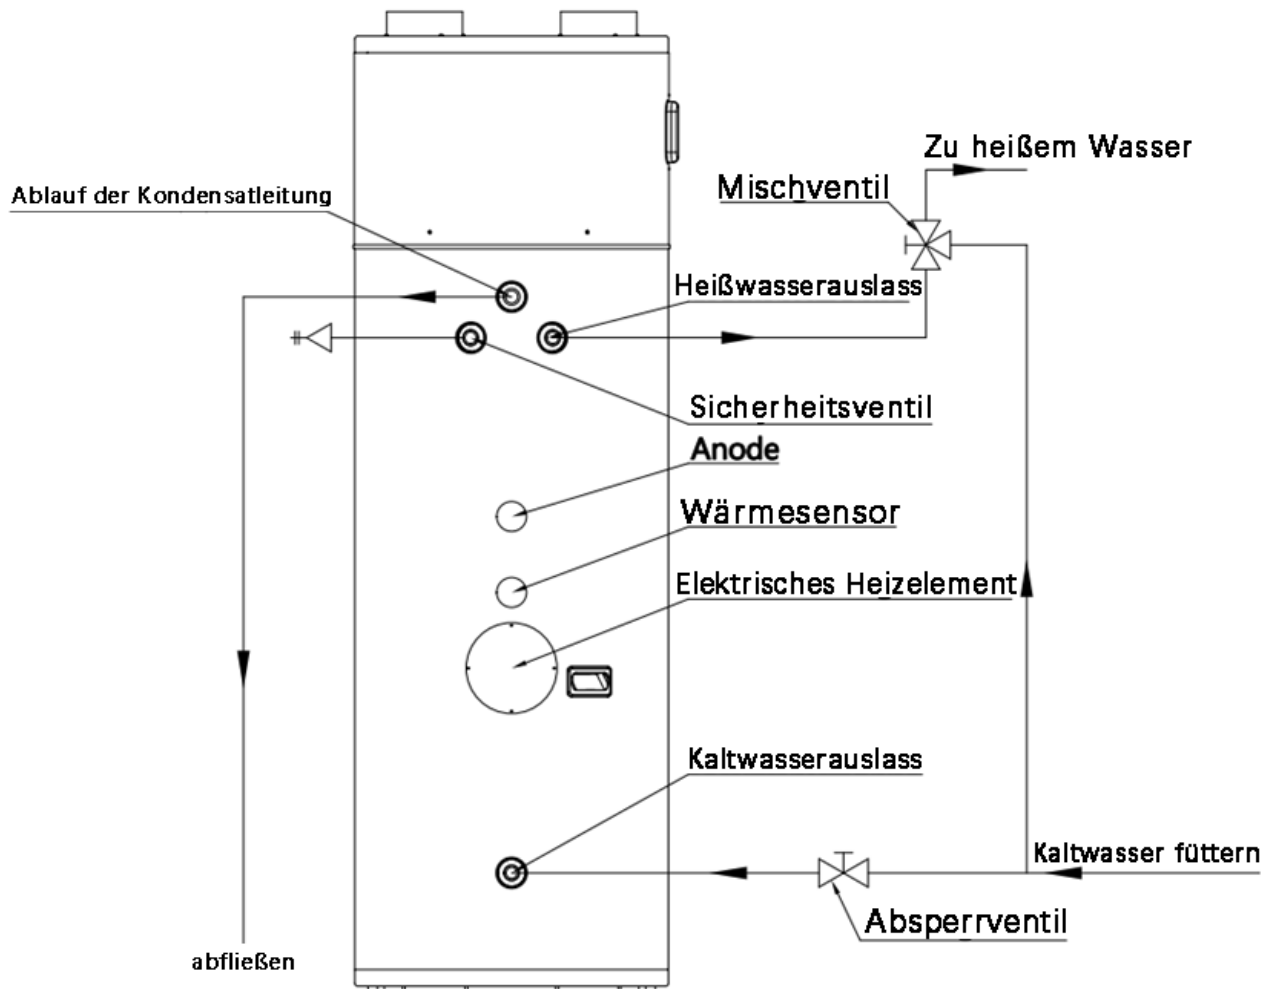 Zu heißem Wasser
Mischventil
Ablauf der Kondensatleitung
Heißwasserauslass
Sicherheitsventil
Anode
Wärmesensor
Elektrisches Heizelement
Kaltwasserauslass
Kaltwasser füttern
Absperrventil
abfließen